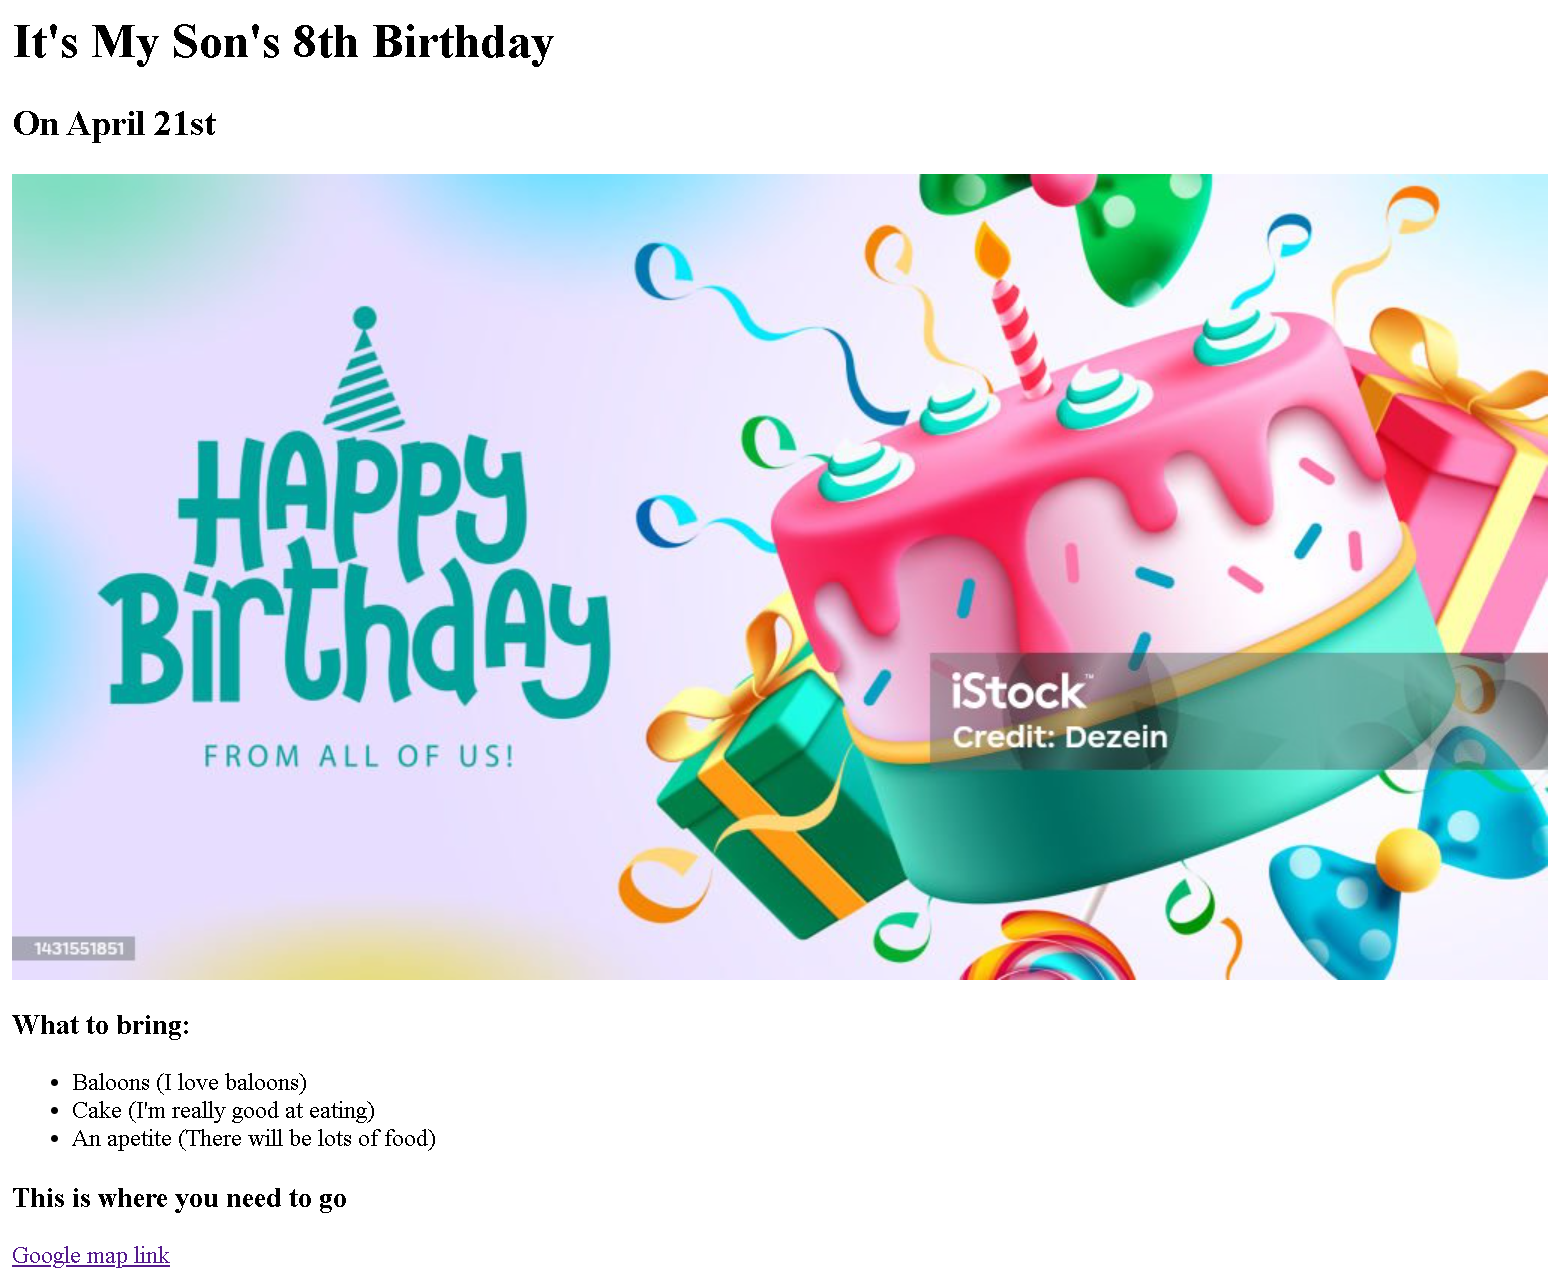 It's My Son's 8th Birthday
On April 21st
HAPPY
BirthdAy
FROM ALL OF US!
iStock™
Credit: Dezein
1431551851
What to bring:
• Baloons (I love baloons)
• Cake (I'm really good at eating)
• An apetite (There will be lots of food)
This is where you need to go
Google map link